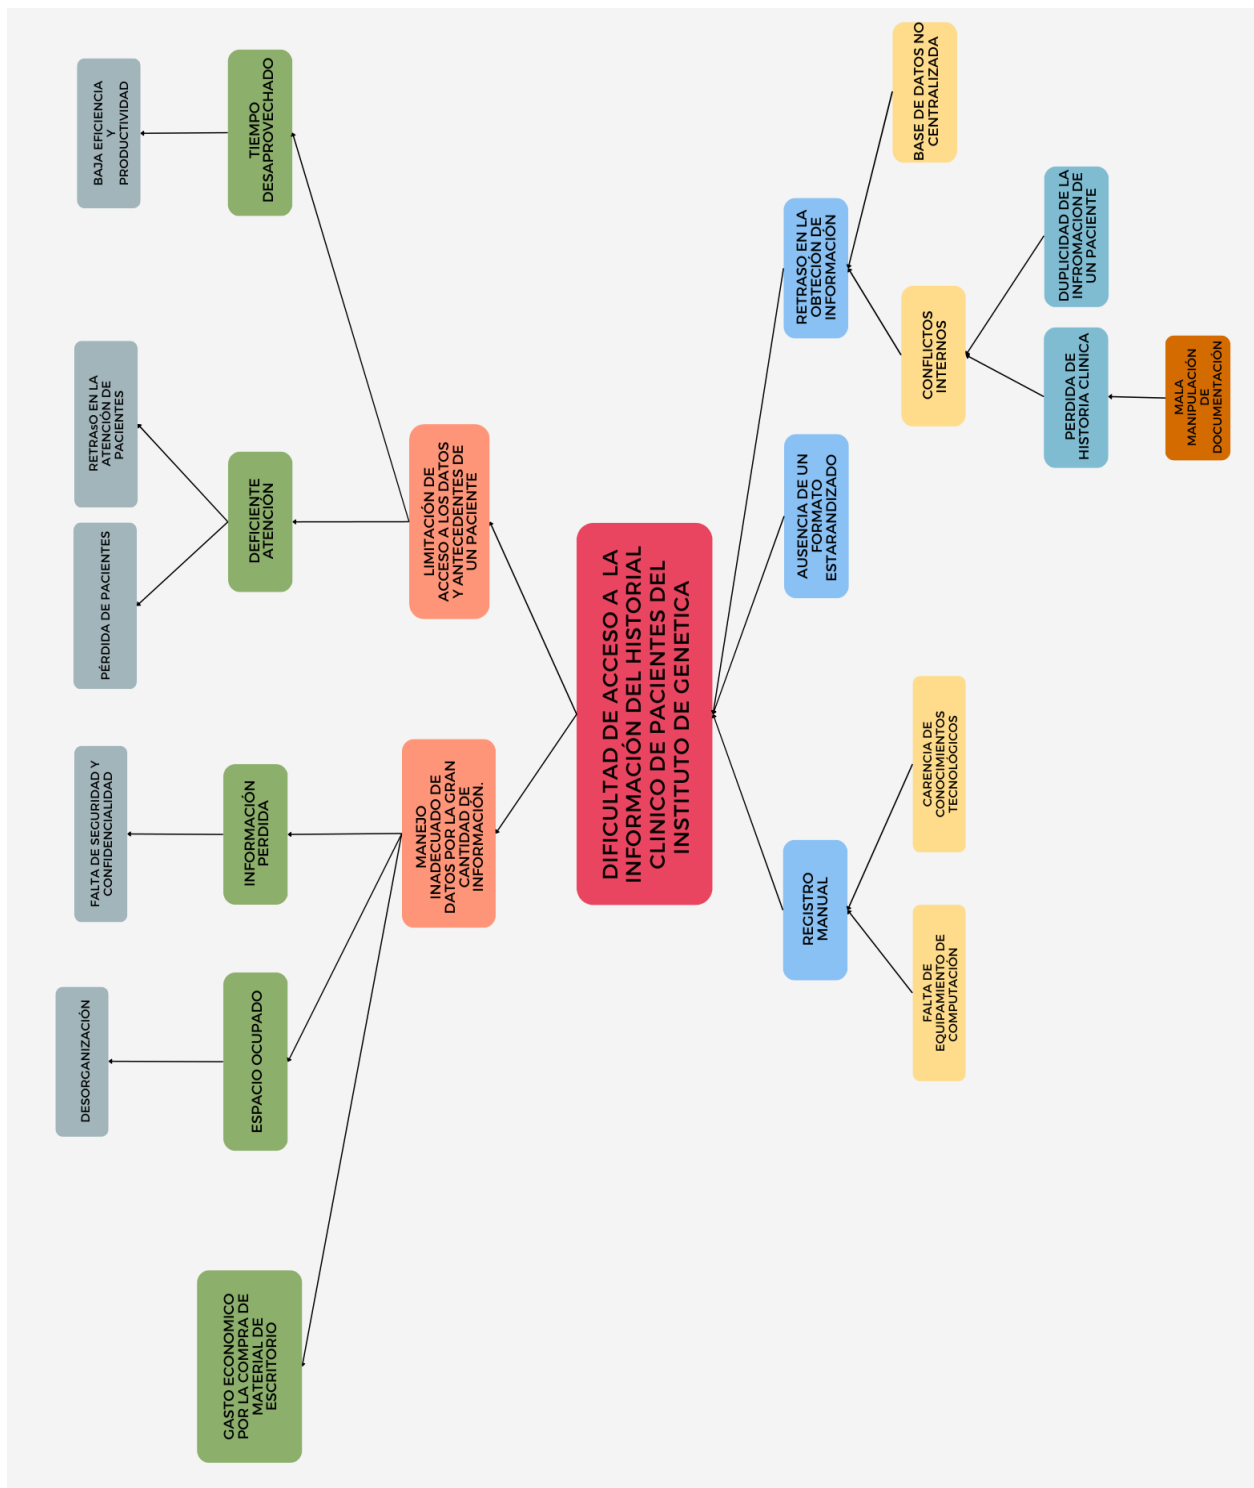 GASTO ECONOMICO
POR LA COMPRA DE
MATERIAL DE
ESCRITORIO
DESORGANIZACIÓN
ESPACIO OCUPADO
FALTA DE SEGURIDAD Y
CONFIDENCIALIDAD
INFORMACIÓN
PERDIDA
PÉRDIDA DE PACIENTES
RETRAsO EN LA
ATENCIÓN DE
PACIENTES
DEFICIENTE
ATENCIÓN
BAJA EFICIENCIA
Y
PRODUCTIVIDAD
TIEMPO
DESAPROVECHADO
MANEJO
INADECUADO DE
DATOS POR LA GRAN
CANTIDAD DE
INFORMACIÓN.
LIMITACIÓN DE
ACCESO A LOS DATOS
Y ANTECEDENTES DE
UN PACIENTE
DIFICULTAD DE ACCESO A LA
INFORMACIÓN DEL HISTORIAL
CLINICO DE PACIENTES DEL
INSTITUTO DE GENETICA
REGISTRO
MANUAL
AUSENCIA DE UN
FORMATO
ESTARANDIZADO
RETRASO EN LA
OBTECIÓN DE
INFORMACIÓN
FALTA DE
EQUIPAMIENTO DE
COMPUTACIÓN
CARENCIA DE
CONOCIMIENTOS
TECNOLÓGICOS
CONFLICTOS
INTERNOS
BASE DE DATOS NO
CENTRALIZADA
PERDIDA DE
HISTORIA CLINICA
DUPLICIDAD DE LA
INFROMACION DE
UN PACIENTE
MALA
MANIPULACIÓN
DE
DOCUMENTACIÓN